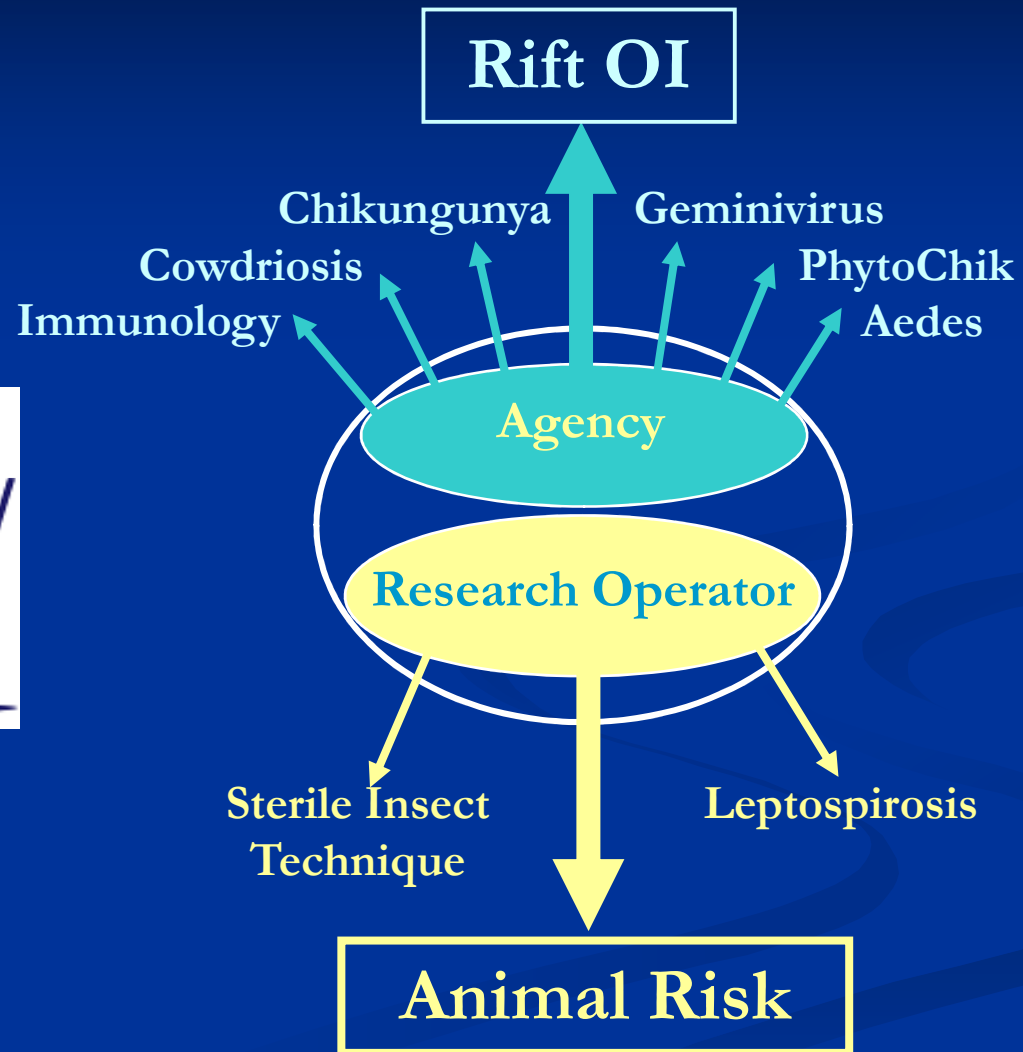 Rift OI
Chikungunya
Geminivirus
Cowdriosis
PhytoChik
Immunology
Aedes
Agency
Research Operator
Sterile Insect
Technique
Leptospirosis
Animal Risk